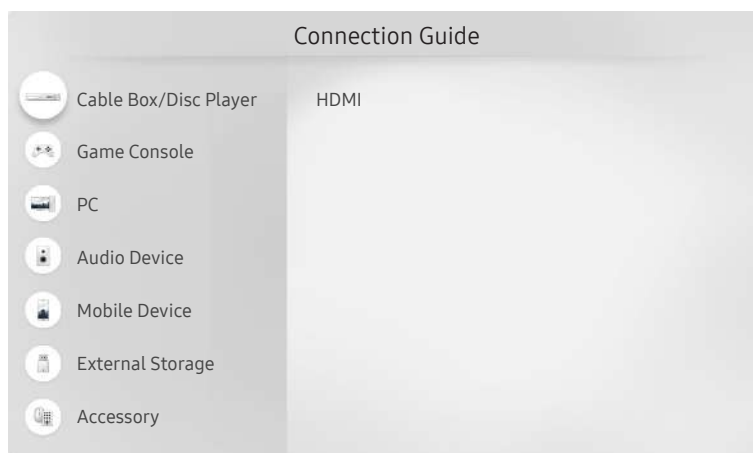 Connection Guide
Cable Box/Disc Player
HDMI
Game Console
PC
Audio Device
Mobile Device
External Storage
Accessory